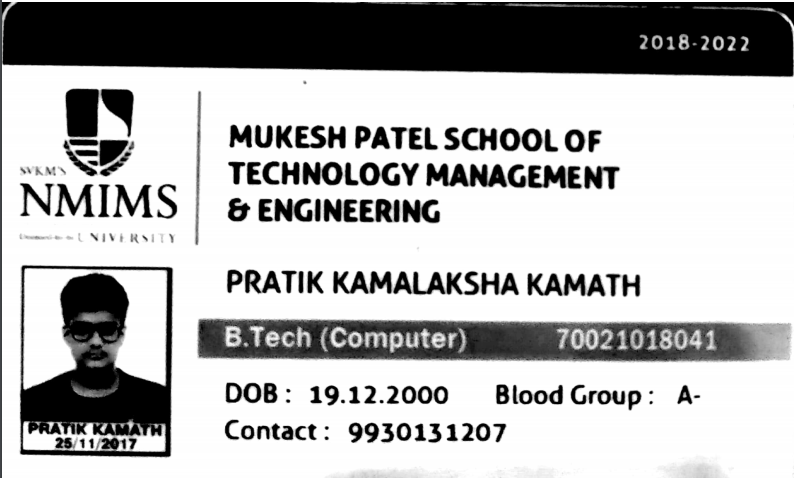 2018-2022
SVKM'S
NMIMS
UNIVERSITY
MUKESH PATEL SCHOOL OF
TECHNOLOGY MANAGEMENT
& ENGINEERING
PRATIK KAMALAKSHA KAMATH
B.Tech (Computer) 70021018041
DOB : 19.12.2000 Blood Group : A-
Contact : 9930131207
PRATIK KAMATH
25/11/2017